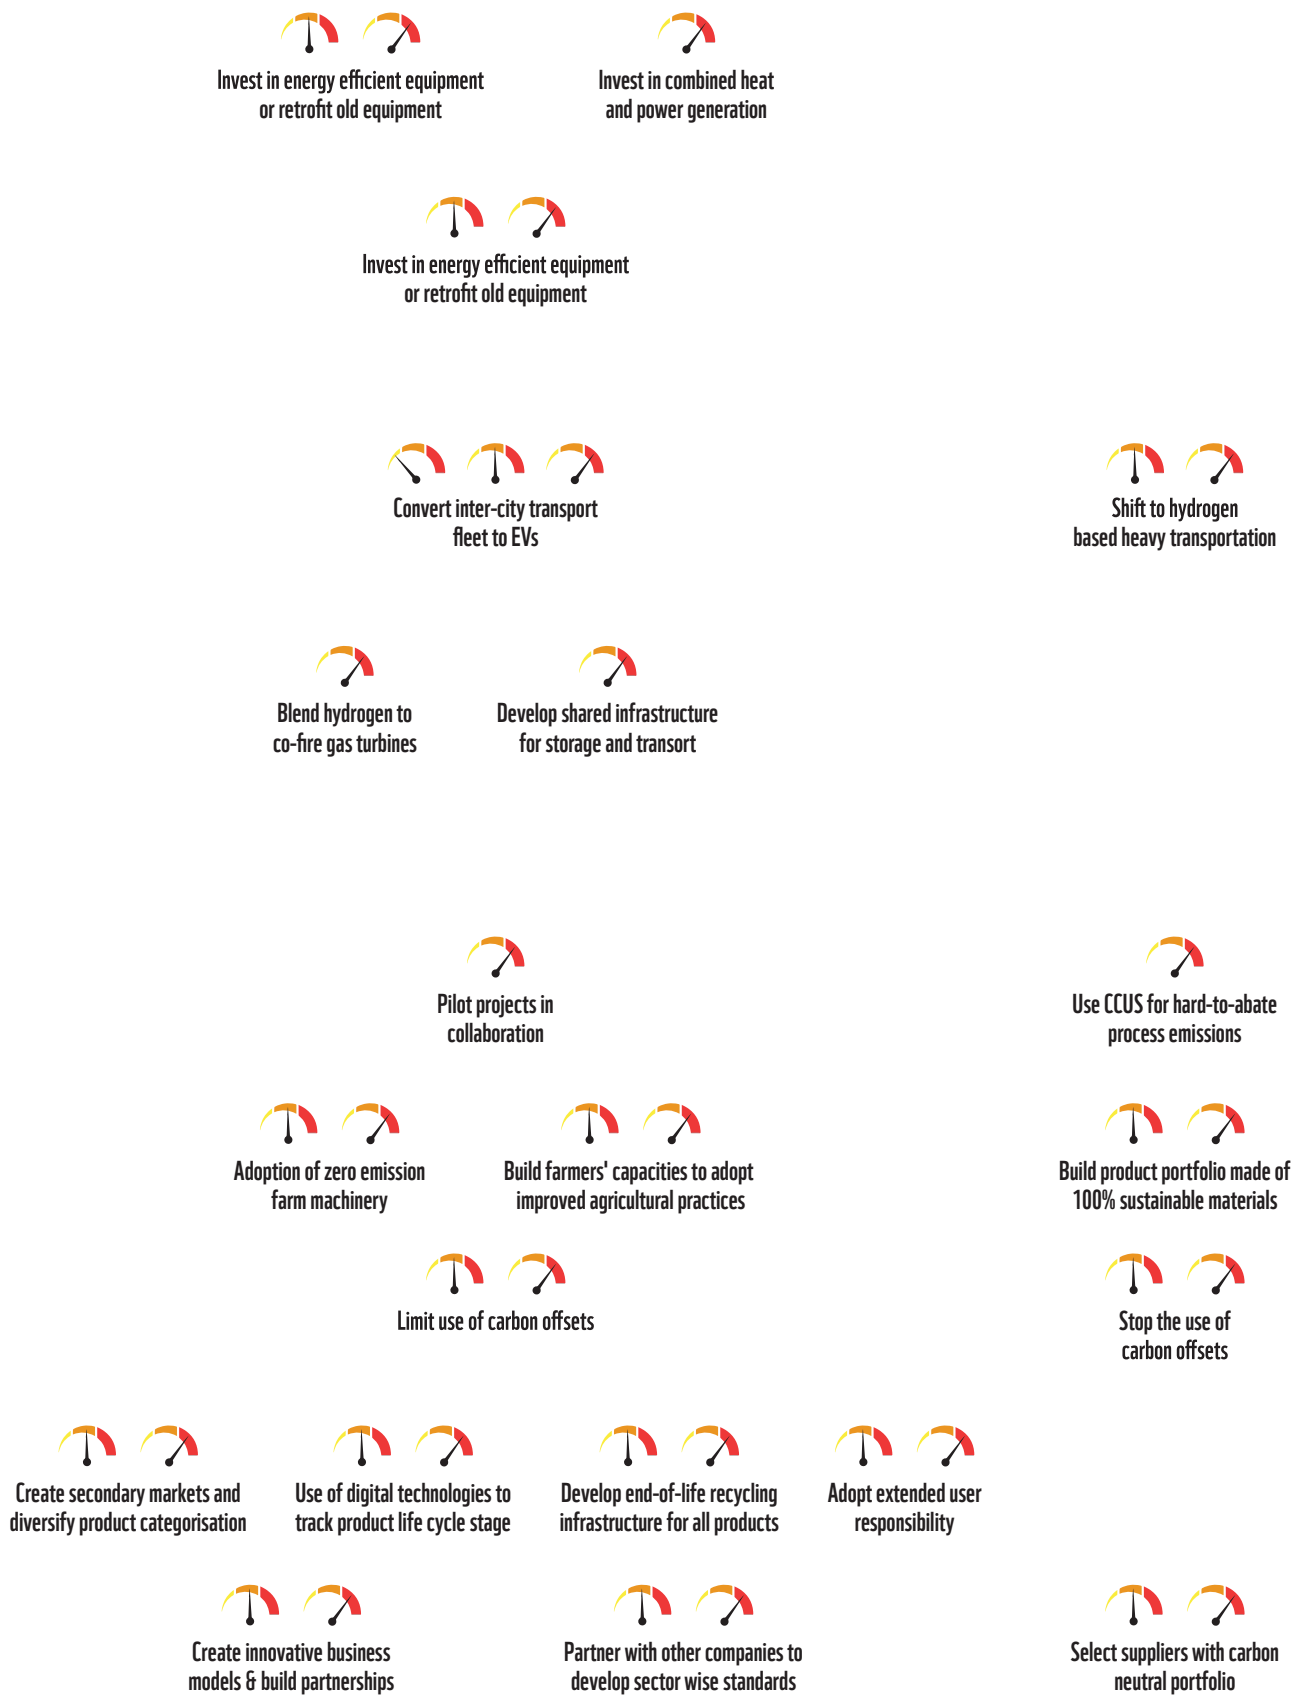 Invest in energy efficient equipment
or retrofit old equipment
Invest in combined heat
and power generation
Invest in energy efficient equipment
or retrofit old equipment
Convert inter-city transport
fleet to EVs
Shift to hydrogen
based heavy transportation
Blend hydrogen to
co-fire gas turbines
Develop shared infrastructure
for storage and transort
Pilot projects in
collaboration
Use CCUS for hard-to-abate
process emissions
Adoption of zero emission
farm machinery
Build farmers' capacities to adopt
improved agricultural practices
Build product portfolio made of
100% sustainable materials
Limit use of carbon offsets
Stop the use of
carbon offsets
Create secondary markets and
diversify product categorisation
Use of digital technologies to
track product life cycle stage
Develop end-of-life recycling
infrastructure for all products
Adopt extended user
responsibility
Create innovative business
models & build partnerships
Partner with other companies to
develop sector wise standards
Select suppliers with carbon
neutral portfolio